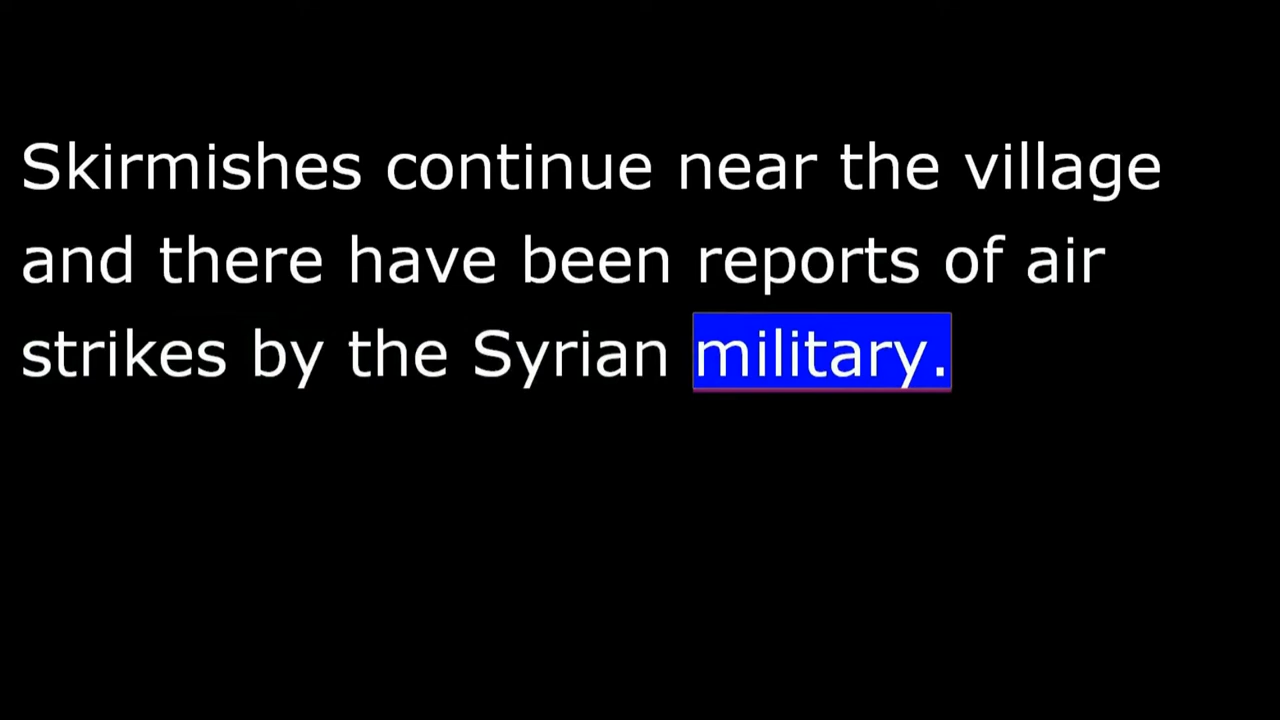 Skirmishes continue near the village
and there have been reports of air
strikes by the Syrian military.